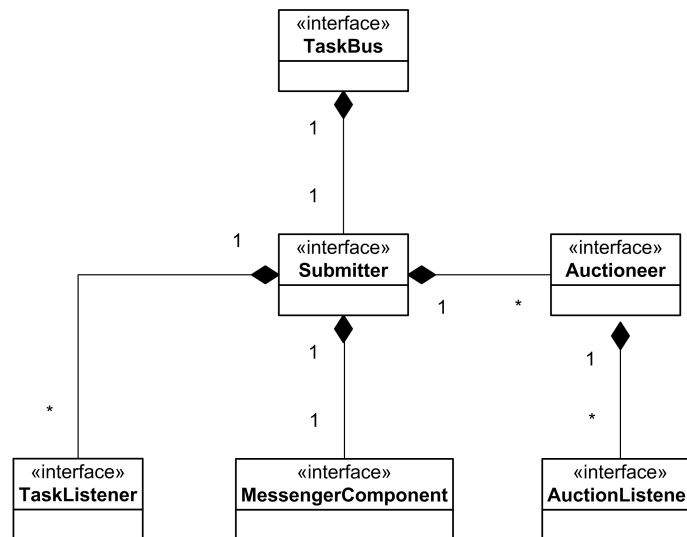 «interface»
TaskBus
1
1
«interface»
Submitter
«interface»
Auctioneer
1
1
*
1
1
*
1
*
«interface»
TaskListener
«interface»
MessengerComponent
«interface»
AuctionListene